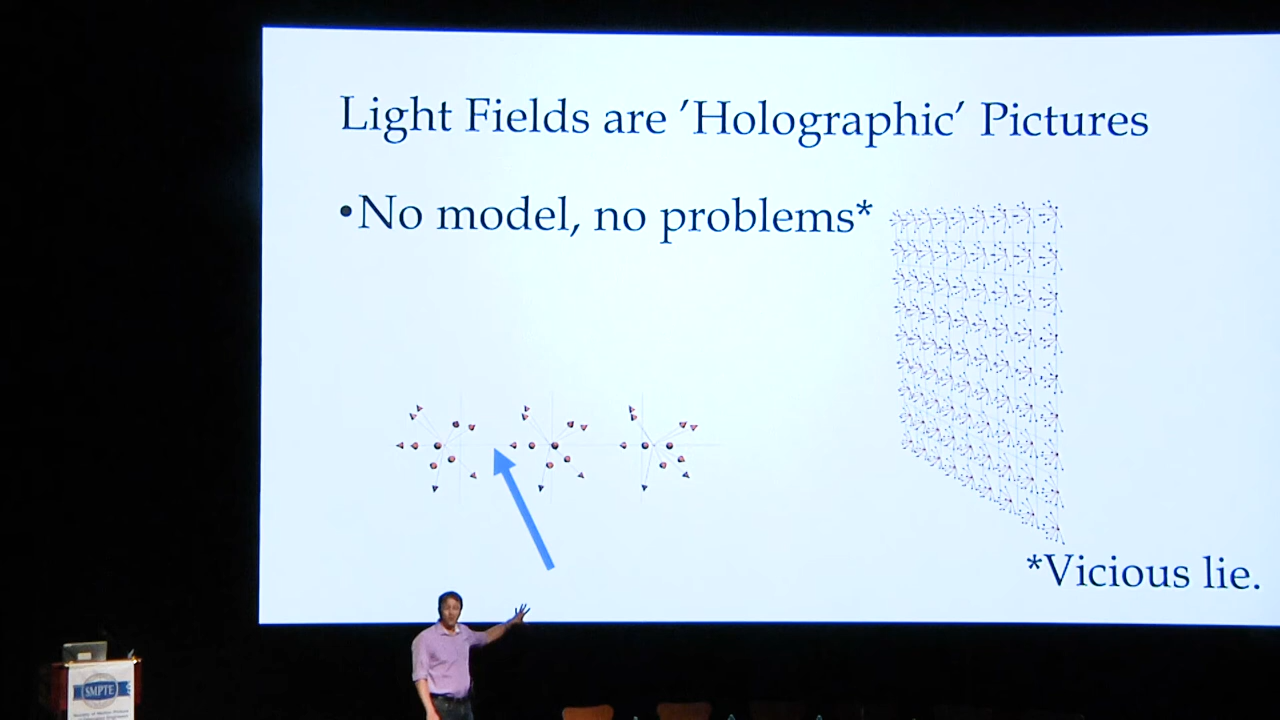 Light Fields are 'Holographic' Pictures
•No model, no problems*
*Vicious lie.
SMPTE